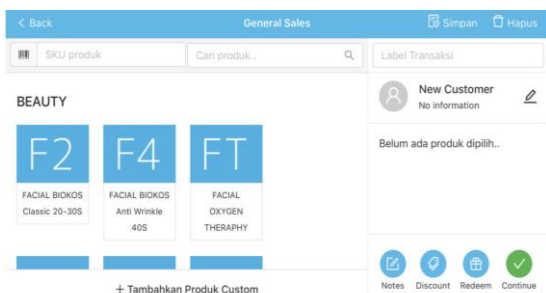 < Back
General Sales
Simpan
Hapus
SKU produk
Cari produk..
Label Transaksi
New Customer
No information
BEAUTY
F2
F4
FT
FACIAL BIOKOS
Classic 20-30S
FACIAL BIOKOS
Anti Wrinkle
40S
FACIAL
OXYGEN
THERAPHY
Belum ada produk dipilih..
+ Tambahkan Produk Custom
Notes
Discount
Redeem
Continue